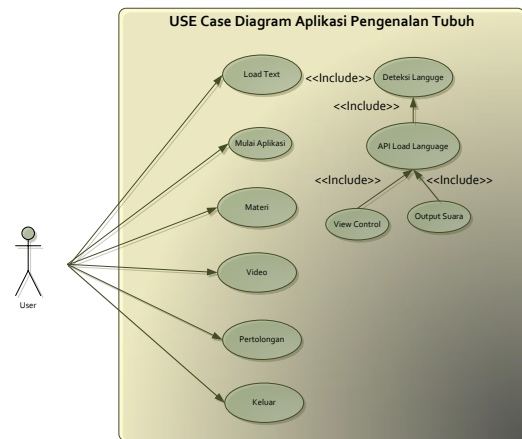 USE Case Diagram Aplikasi Pengenalan Tubuh
Load Text
<<Include>>
Deteksi Languge
<<Include>>
Mulai Aplikasi
API Load Language
<<Include>>
<<Include>>
Materi
View Control
Output Suara
User
Video
Pertolongan
Keluar